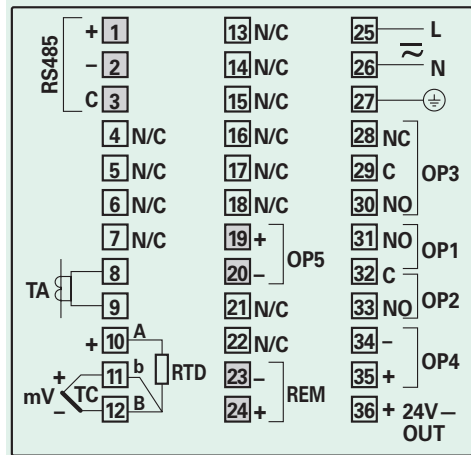 RS485
+ 1
– 2
C 3
4 N/C
5 N/C
6 N/C
7 N/C
TA
8
9
+ 10 A
11 b
12 B
RTD
mV
+
–
TC
13 N/C
14 N/C
15 N/C
16 N/C
17 N/C
18 N/C
19 +
20 –
OP5
21 N/C
22 N/C
23 –
24 +
REM
25 L
26 N
27
28 NC
29 C
30 NO
OP3
31 NO
OP1
32 C
33 NO
OP2
34 –
35 +
OP4
36 + 24V⎓
OUT